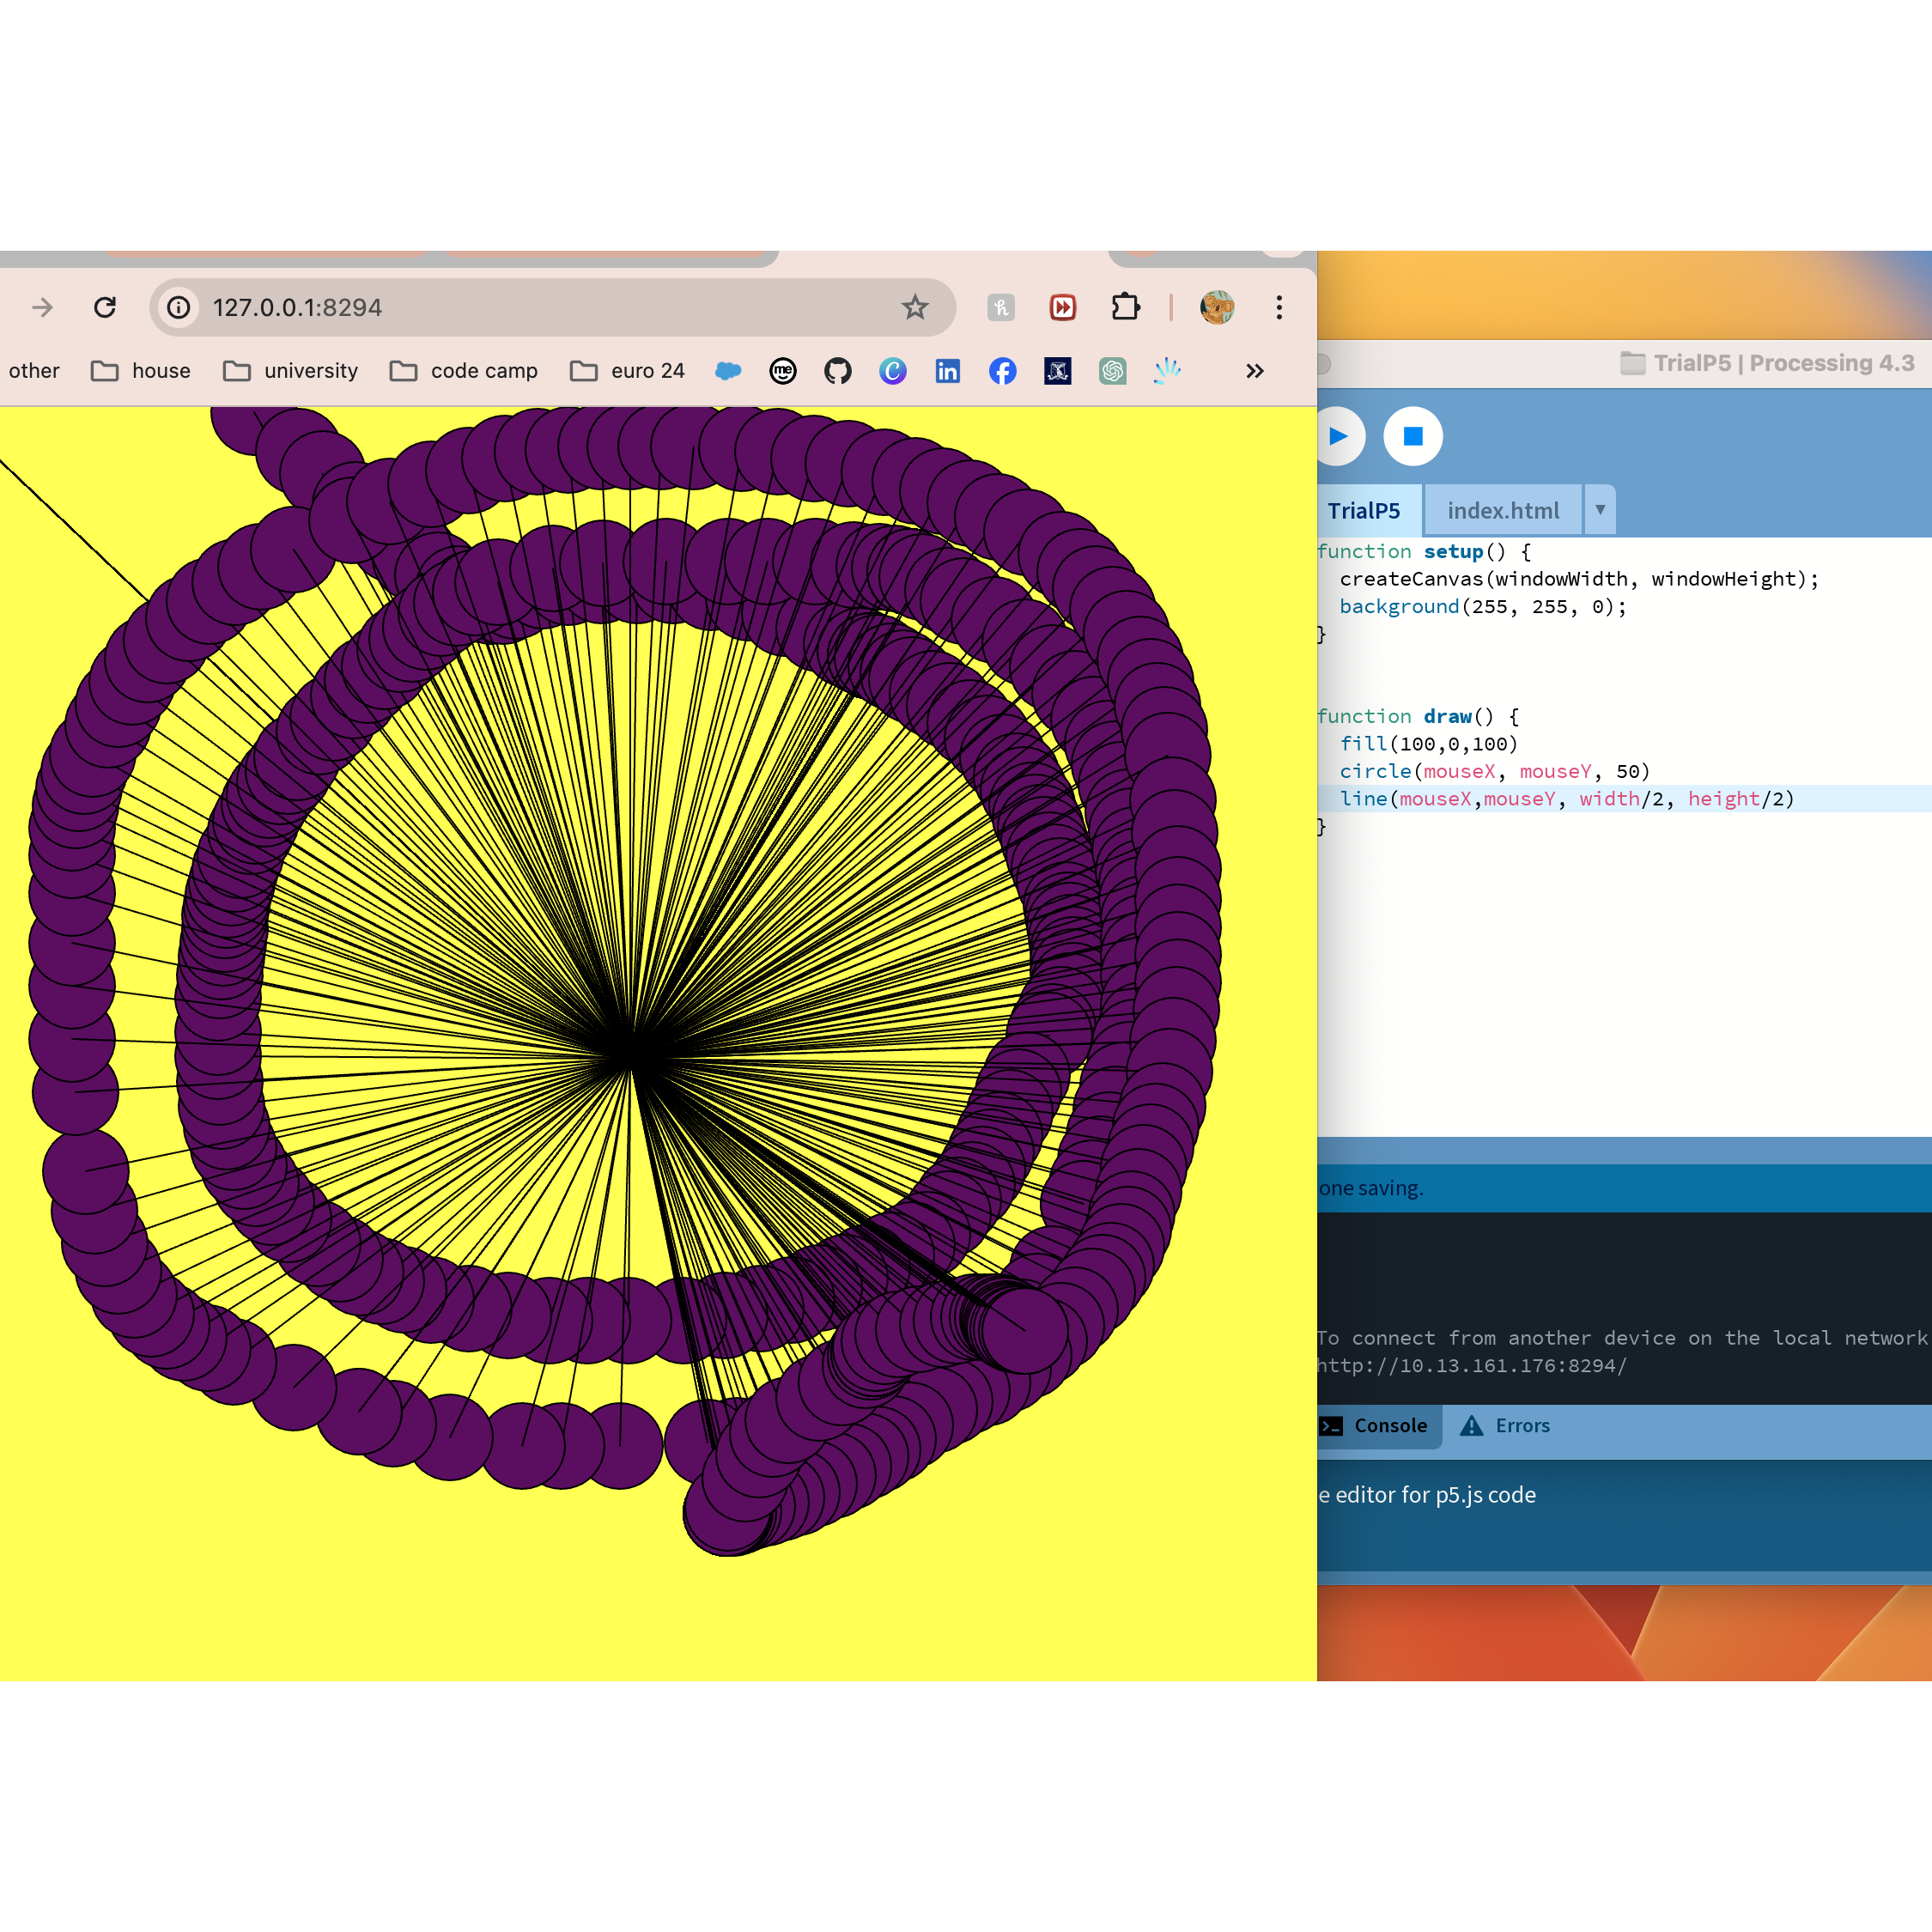 127.0.0.1:8294
other house university code camp euro 24
me
TrialP5 | Processing 4.3
TrialP5 index.html
function setup() {
createCanvas(windowWidth, windowHeight);
background(255, 255, 0);
}
function draw() {
fill(100,0,100)
circle(mouseX, mouseY, 50)
line(mouseX,mouseY, width/2, height/2)
}
one saving.
To connect from another device on the local network
http://10.13.161.176:8294/
Console Errors
e editor for p5.js code